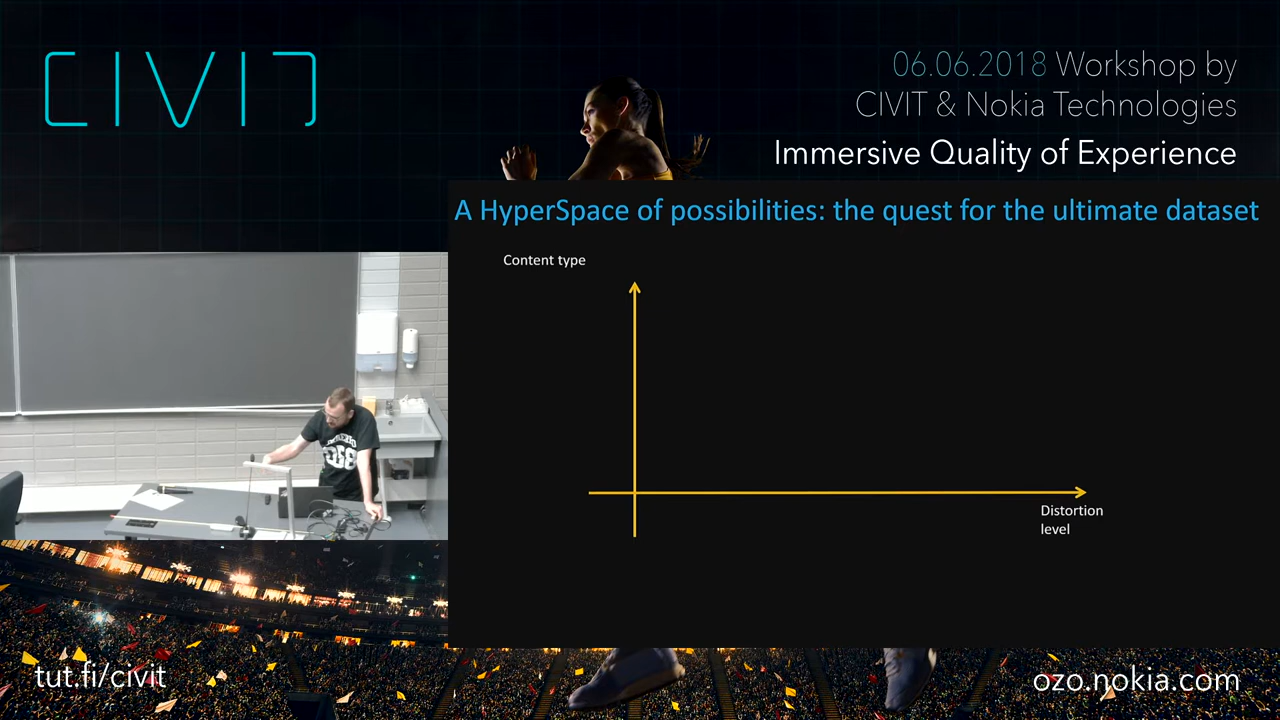 CIVIT
06.06.2018 Workshop by
CIVIT & Nokia Technologies
Immersive Quality of Experience
A HyperSpace of possibilities: the quest for the ultimate dataset
Content type
Distortion
level
tut.fi/civit
ozo.nokia.com